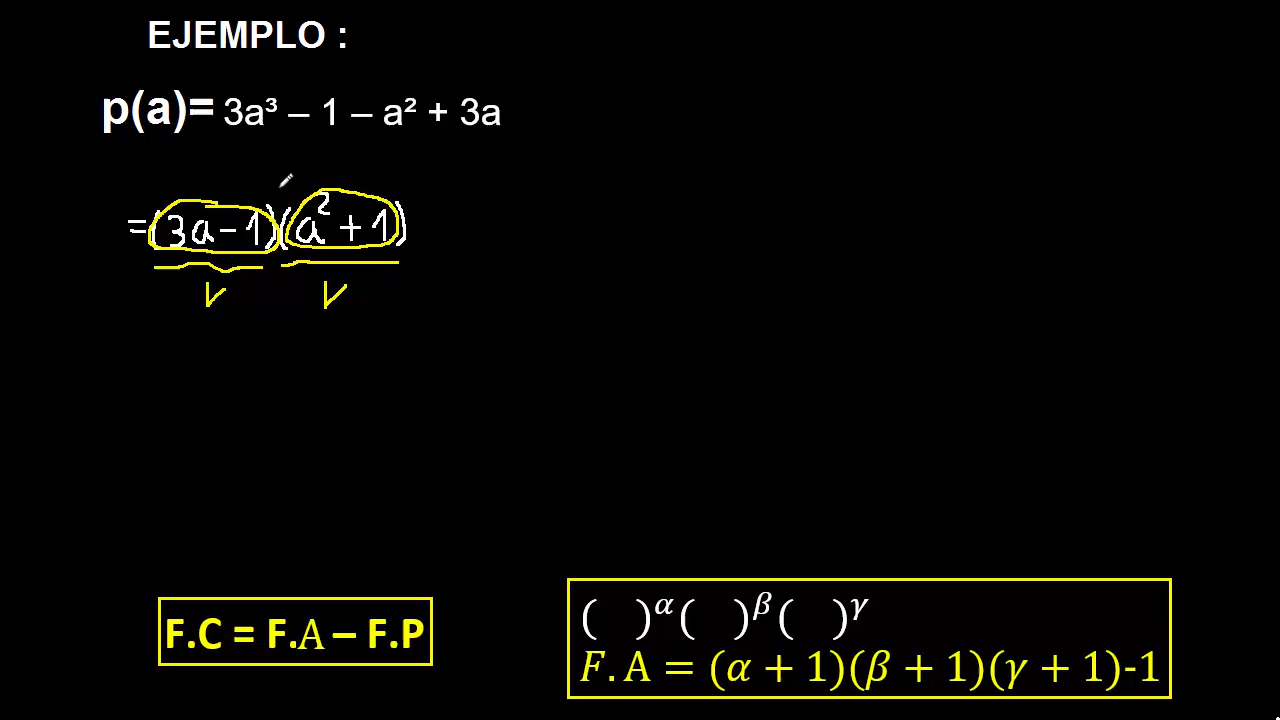 EJEMPLO :
p(a)= 3a³ – 1 – a² + 3a
=(3a-1)(a²+1)
F.C = F.A – F.P
(   )^α(   )^β(   )^γ
F.A = (α + 1)(β + 1)(γ + 1)-1